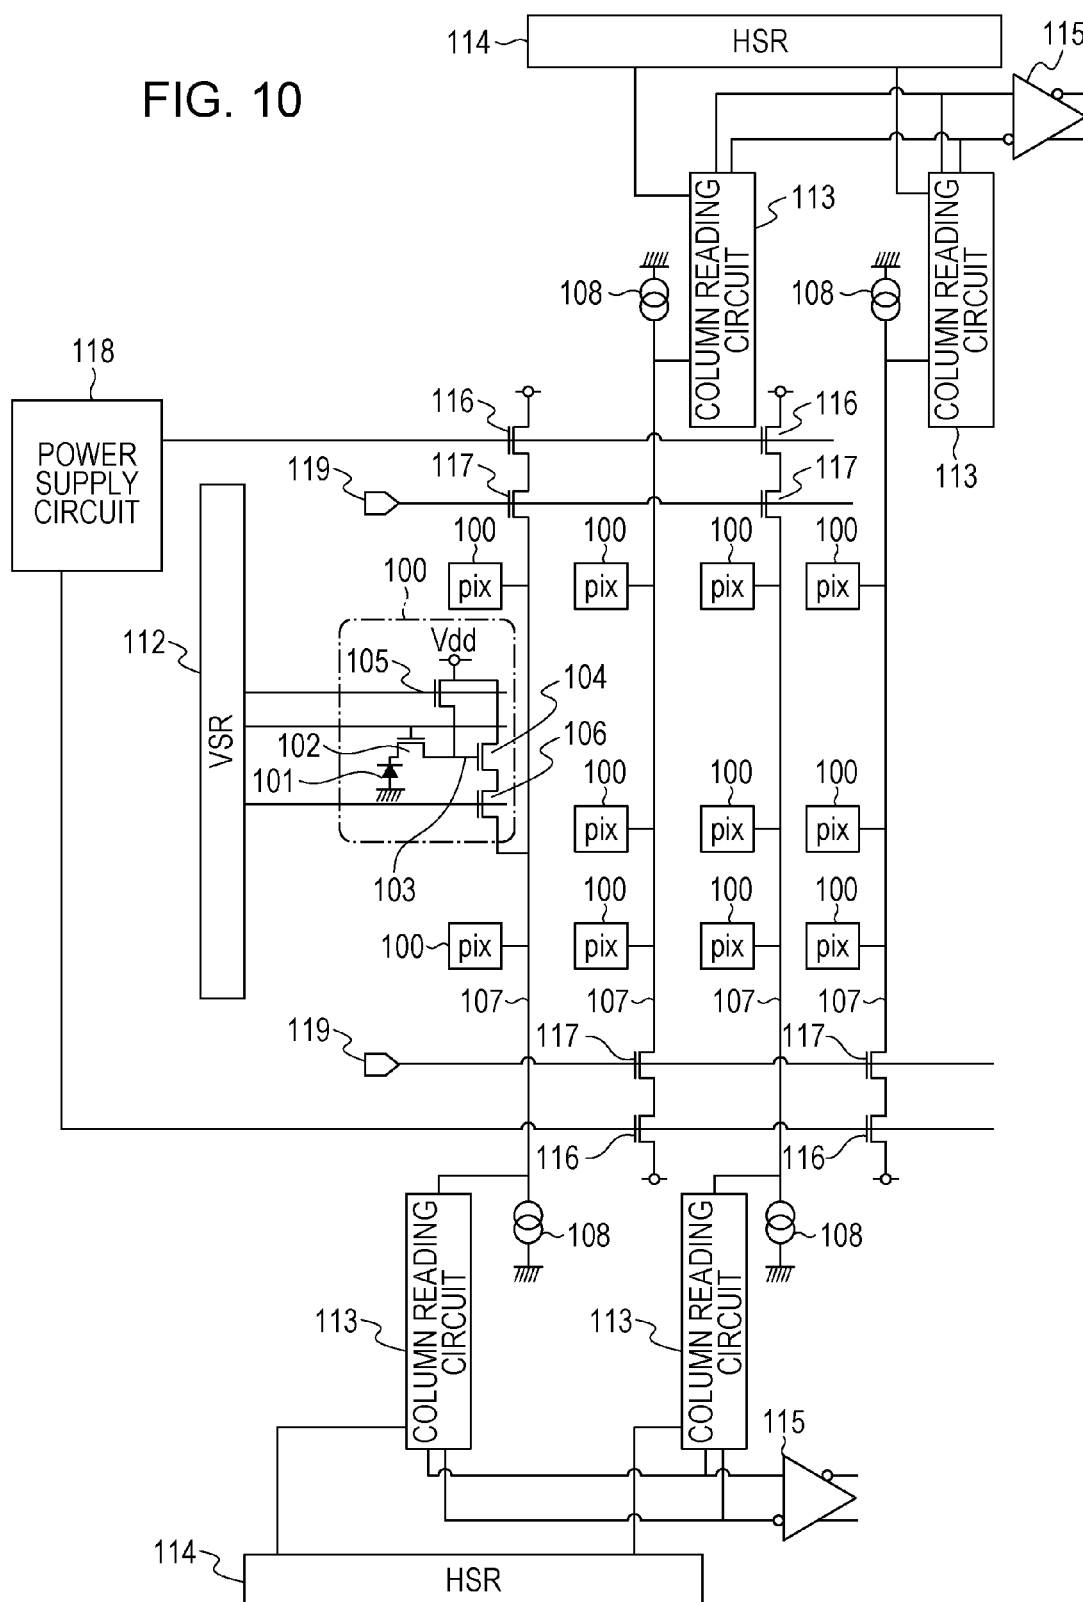 FIG. 10
114
HSR
115
COLUMN READING
CIRCUIT
113
COLUMN READING
CIRCUIT
113
108
108
118
POWER
SUPPLY
CIRCUIT
116
116
119
117
117
100
pix
100
pix
100
pix
100
pix
112
VSR
100
Vdd
105
104
102
106
101
103
100
pix
100
pix
100
pix
100
pix
100
pix
100
pix
100
pix
107
107
107
107
119
117
117
116
116
108
108
113
COLUMN READING
CIRCUIT
113
COLUMN READING
CIRCUIT
115
114
HSR